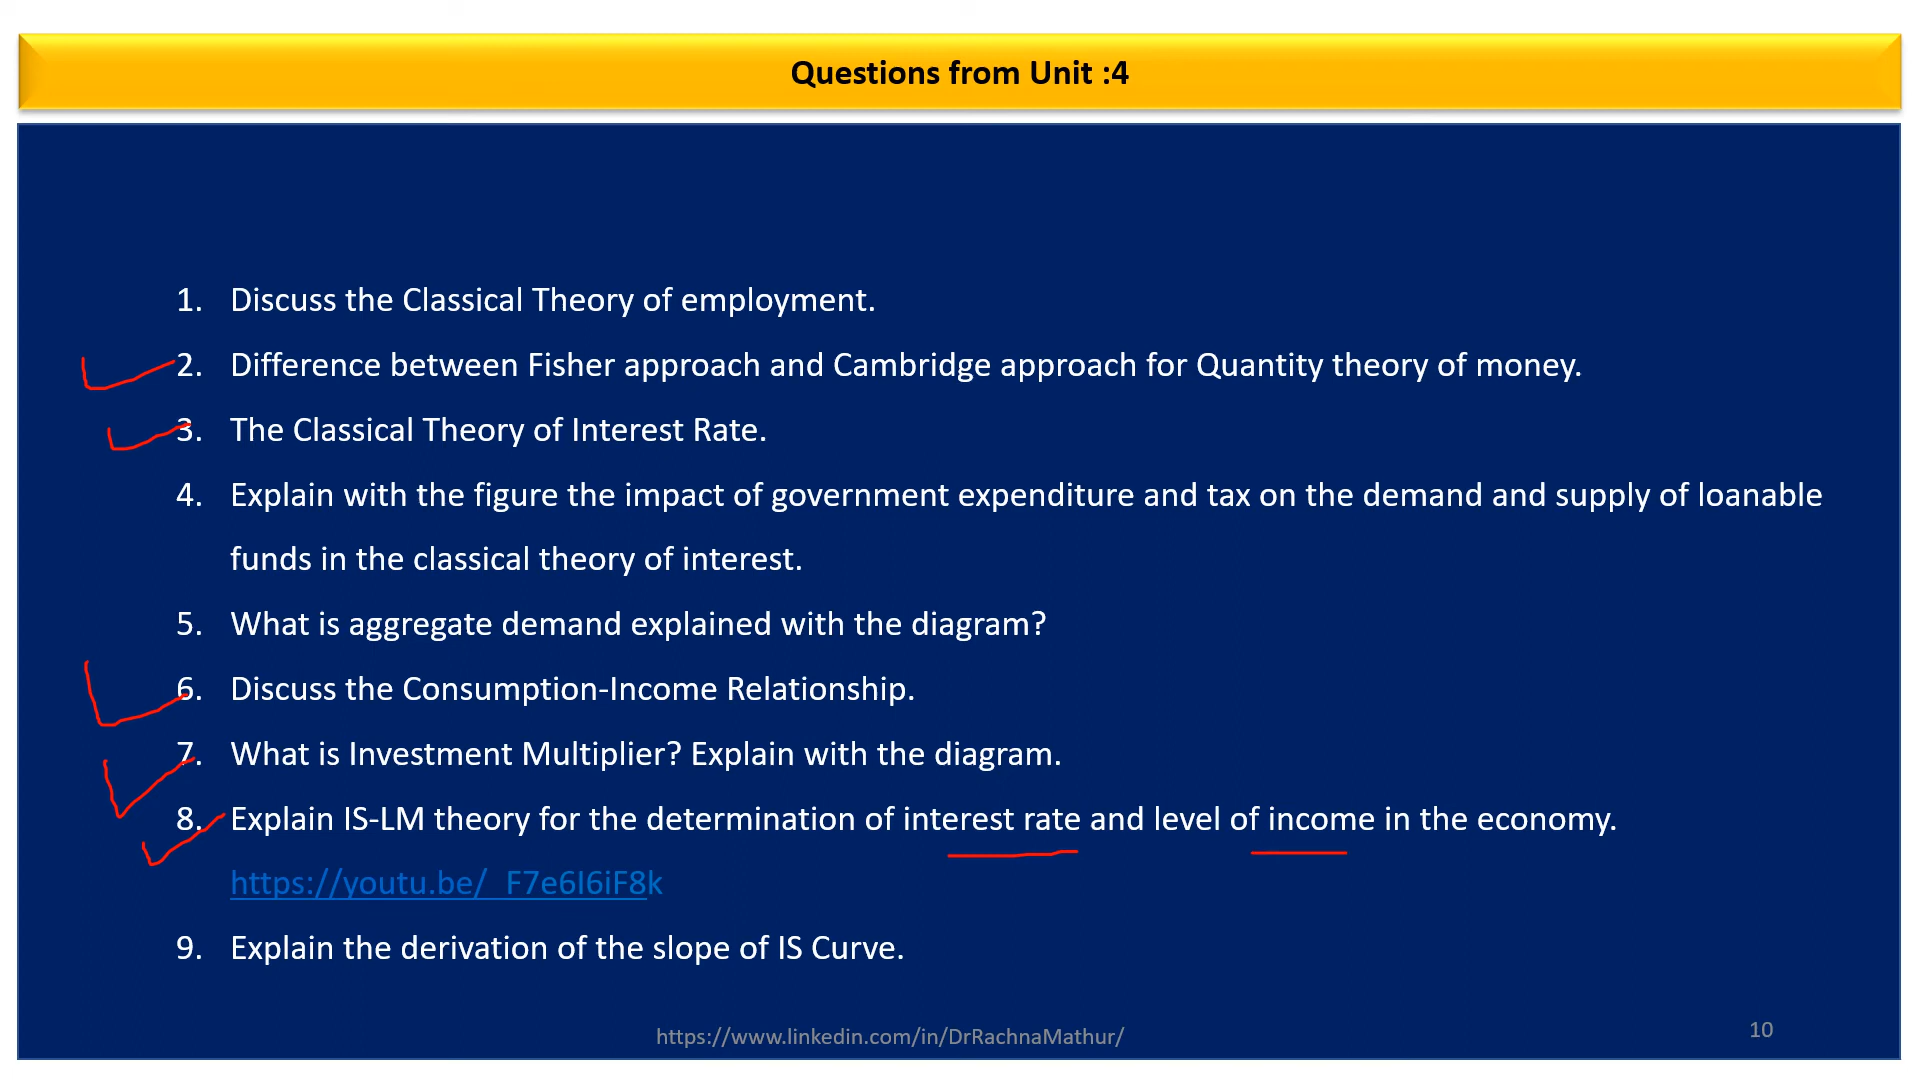 Questions from Unit :4
1. Discuss the Classical Theory of employment.
2. Difference between Fisher approach and Cambridge approach for Quantity theory of money.
3. The Classical Theory of Interest Rate.
4. Explain with the figure the impact of government expenditure and tax on the demand and supply of loanable
funds in the classical theory of interest.
5. What is aggregate demand explained with the diagram?
6. Discuss the Consumption-Income Relationship.
7. What is Investment Multiplier? Explain with the diagram.
8. Explain IS-LM theory for the determination of interest rate and level of income in the economy.
https://youtu.be/_F7e6I6iF8k
9. Explain the derivation of the slope of IS Curve.
https://www.linkedin.com/in/DrRachnaMathur/
10